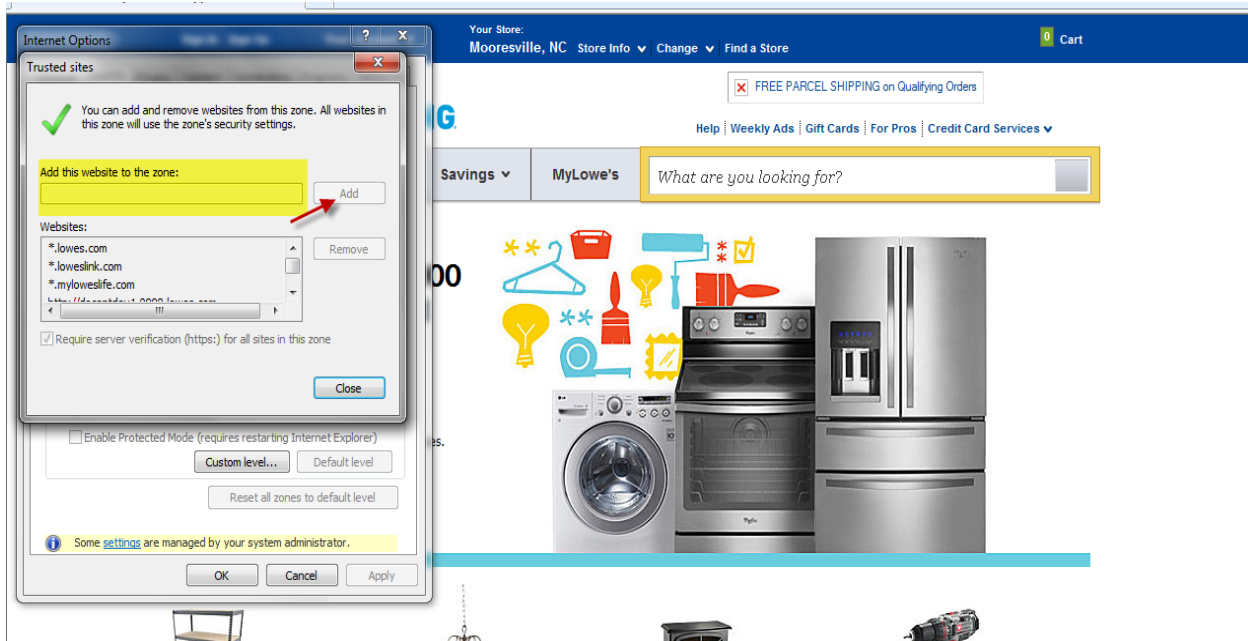 Internet Options
Your Store:
Mooresville, NC Store Info Change Find a Store
0 Cart
Trusted sites
You can add and remove websites from this zone. All websites in
this zone will use the zone's security settings.
FREE PARCEL SHIPPING on Qualifying Orders
G
Help Weekly Ads Gift Cards For Pros Credit Card Services
Add this website to the zone:
Add
Savings
MyLowe's
What are you looking for?
Websites:
*.lowes.com
*.loweslink.com
*.myloweslife.com
Remove
00
Require server verification (https:) for all sites in this zone
Close
Enable Protected Mode (requires restarting Internet Explorer)
es.
Custom level...
Default level
Reset all zones to default level
Some settings are managed by your system administrator.
OK
Cancel
Apply